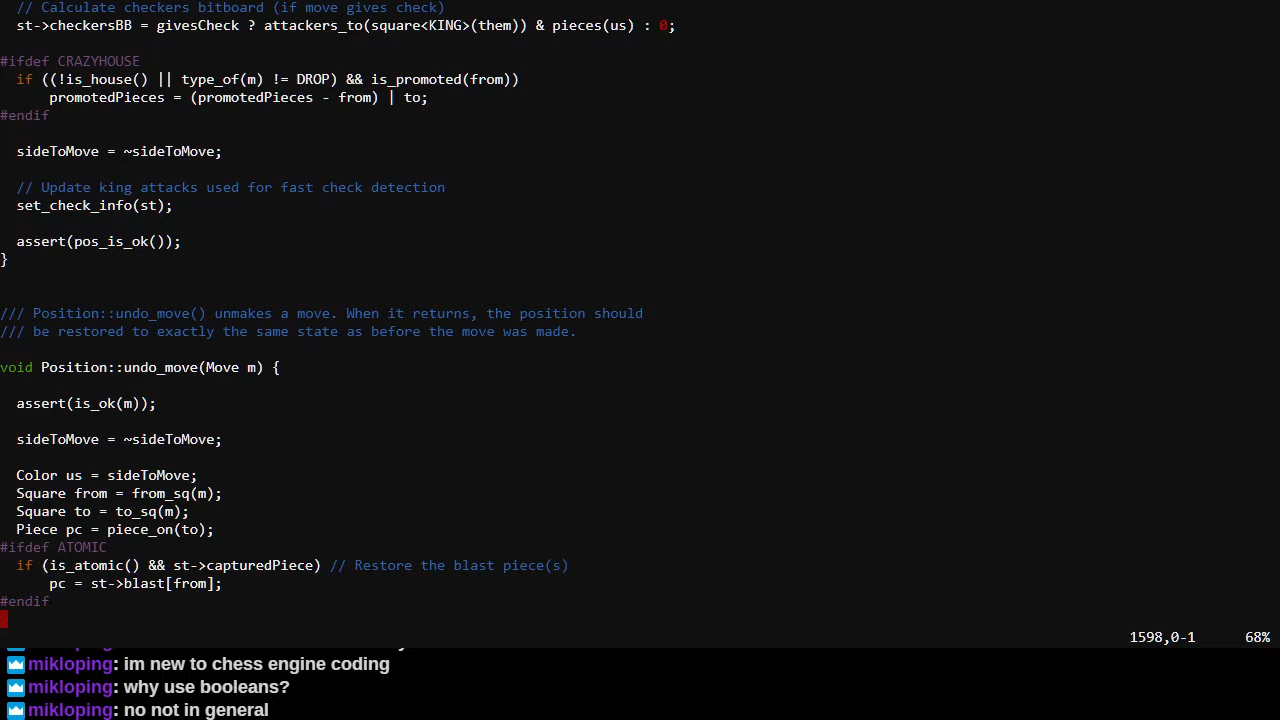 // Calculate checkers bitboard (if move gives check)
st->checkersBB = givesCheck ? attackers_to(square<KING>(them)) & pieces(us) : 0;
#ifdef CRAZYHOUSE
if ((!is_house() || type_of(m) != DROP) && is_promoted(from))
promotedPieces = (promotedPieces - from) | to;
#endif
sideToMove = ~sideToMove;
// Update king attacks used for fast check detection
set_check_info(st);
assert(pos_is_ok());
}
/// Position::undo_move() unmakes a move. When it returns, the position should
/// be restored to exactly the same state as before the move was made.
void Position::undo_move(Move m) {
assert(is_ok(m));
sideToMove = ~sideToMove;
Color us = sideToMove;
Square from = from_sq(m);
Square to = to_sq(m);
Piece pc = piece_on(to);
#ifdef ATOMIC
if (is_atomic() && st->capturedPiece) // Restore the blast piece(s)
pc = st->blast[from];
#endif
1598,0-1 68%
mikloping: im new to chess engine coding
mikloping: why use booleans?
mikloping: no not in general